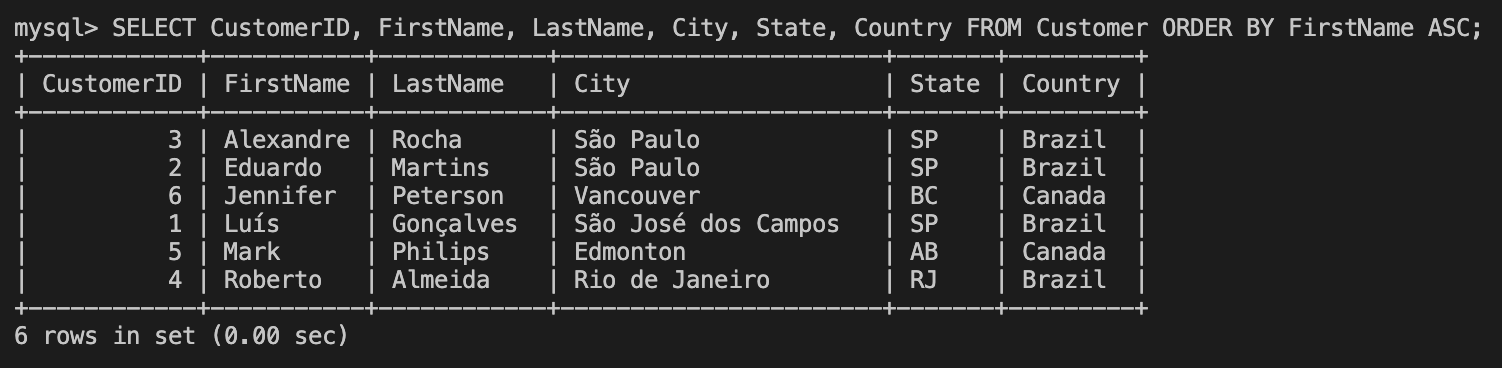 mysql> SELECT CustomerID, FirstName, LastName, City, State, Country FROM Customer ORDER BY FirstName ASC;
+------------+-----------+------------+-----------------------+-------+---------+
| CustomerID | FirstName | LastName   | City                  | State | Country |
+------------+-----------+------------+-----------------------+-------+---------+
|          3 | Alexandre | Rocha      | São Paulo             | SP    | Brazil  |
|          2 | Eduardo   | Martins    | São Paulo             | SP    | Brazil  |
|          6 | Jennifer  | Peterson   | Vancouver             | BC    | Canada  |
|          1 | Luís      | Gonçalves  | São José dos Campos   | SP    | Brazil  |
|          5 | Mark      | Philips    | Edmonton              | AB    | Canada  |
|          4 | Roberto   | Almeida    | Rio de Janeiro        | RJ    | Brazil  |
+------------+-----------+------------+-----------------------+-------+---------+
6 rows in set (0.00 sec)